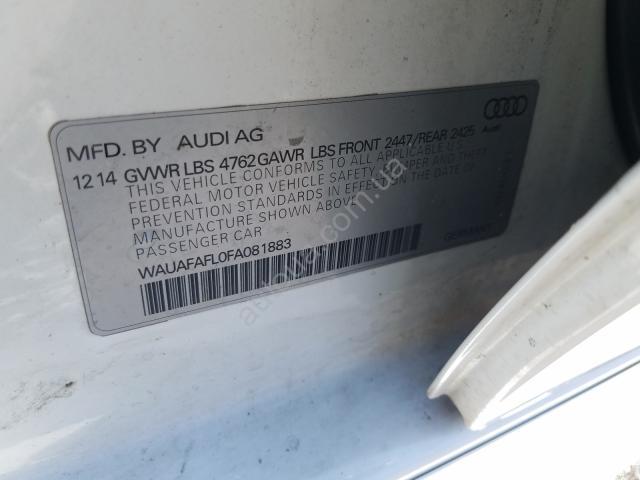 MFD. BY AUDI AG
Audi
12 14 GVWR LBS 4762 GAWR LBS FRONT 2447/REAR 2425
THIS VEHICLE CONFORMS TO ALL APPLICABLE U.S.
FEDERAL MOTOR VEHICLE SAFETY, BUMPER AND THEFT
PREVENTION STANDARDS IN EFFECT ON THE DATE OF
MANUFACTURE SHOWN ABOVE
PASSENGER CAR
WAUAFAFL0FA081883
GERMANY